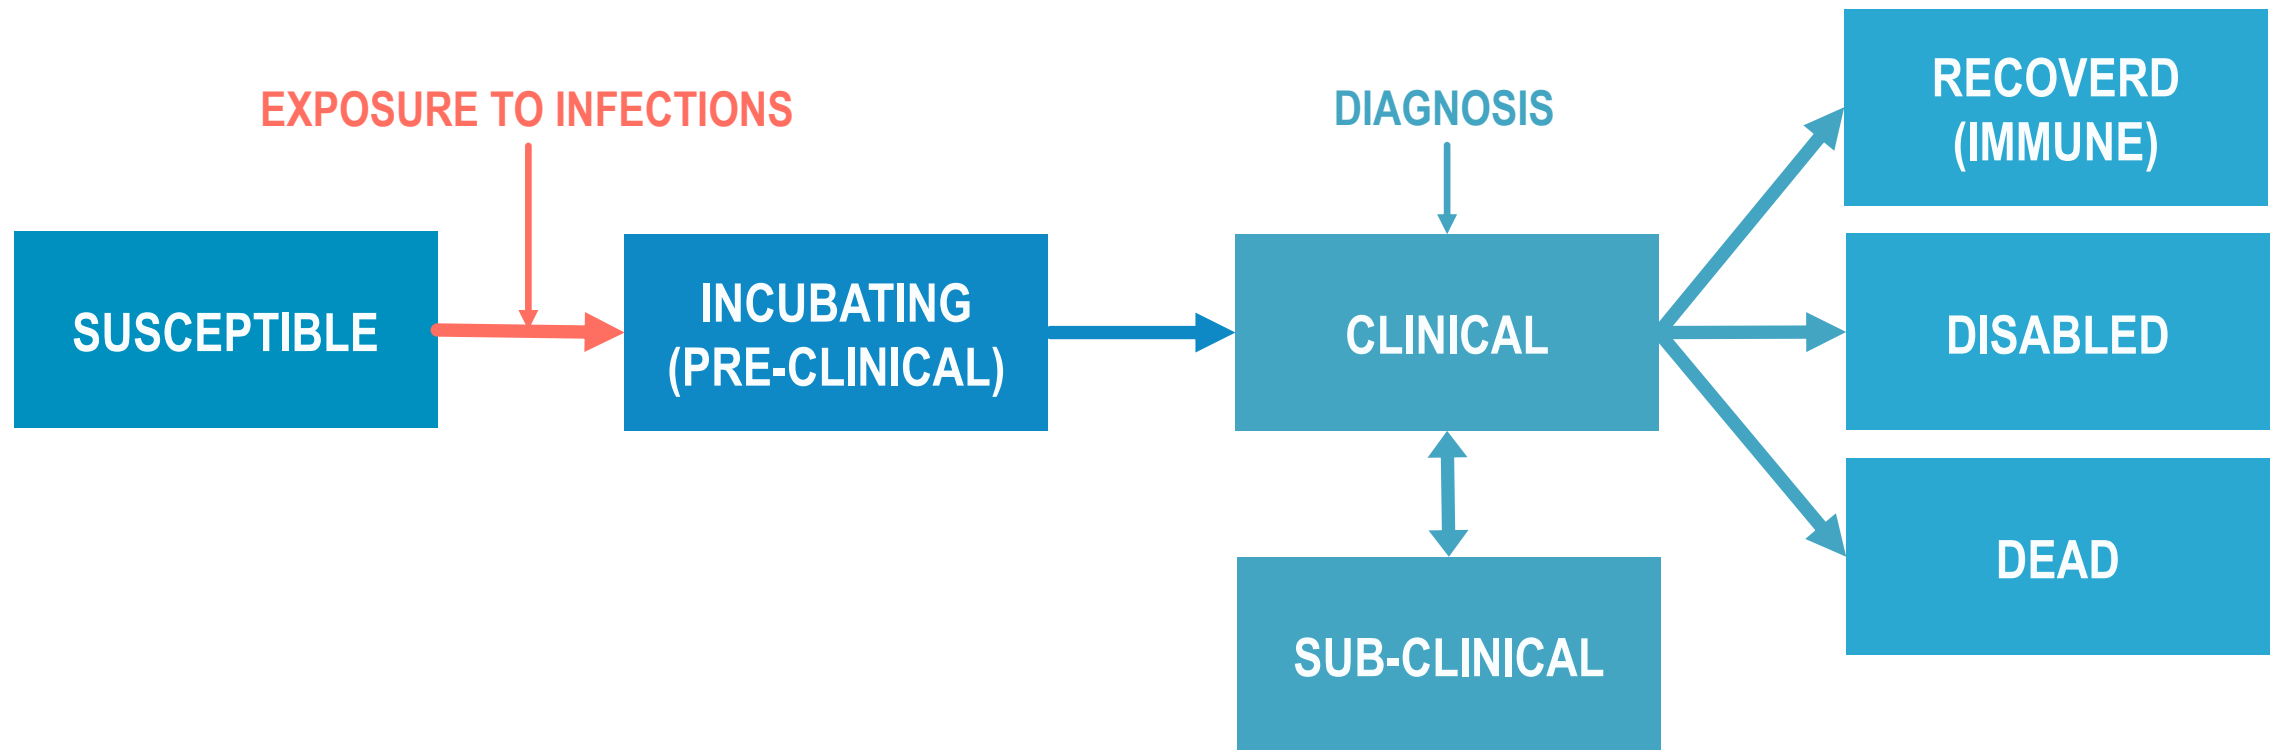 EXPOSURE TO INFECTIONS
DIAGNOSIS
RECOVERD
(IMMUNE)
SUSCEPTIBLE
INCUBATING
(PRE-CLINICAL)
CLINICAL
DISABLED
SUB-CLINICAL
DEAD